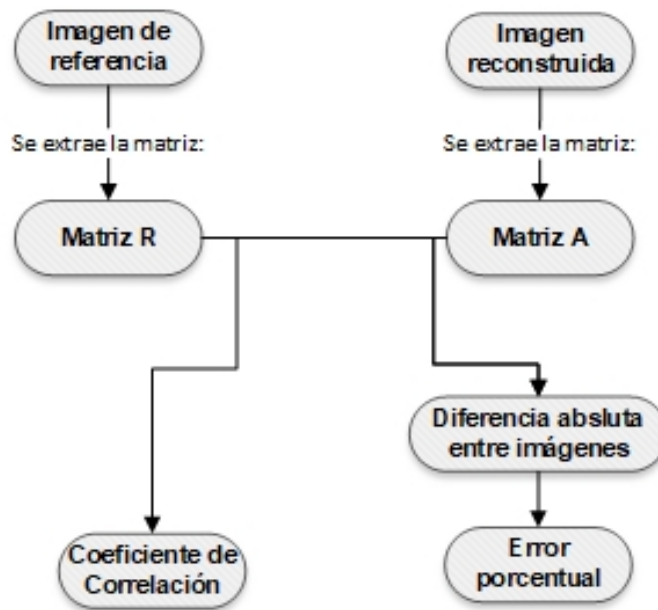 Imagen de
referencia
Imagen
reconstruida
Se extrae la matriz:
Se extrae la matriz:
Matriz R
Matriz A
Diferencia absluta
entre imágenes
Coeficiente de
Correlación
Error
porcentual